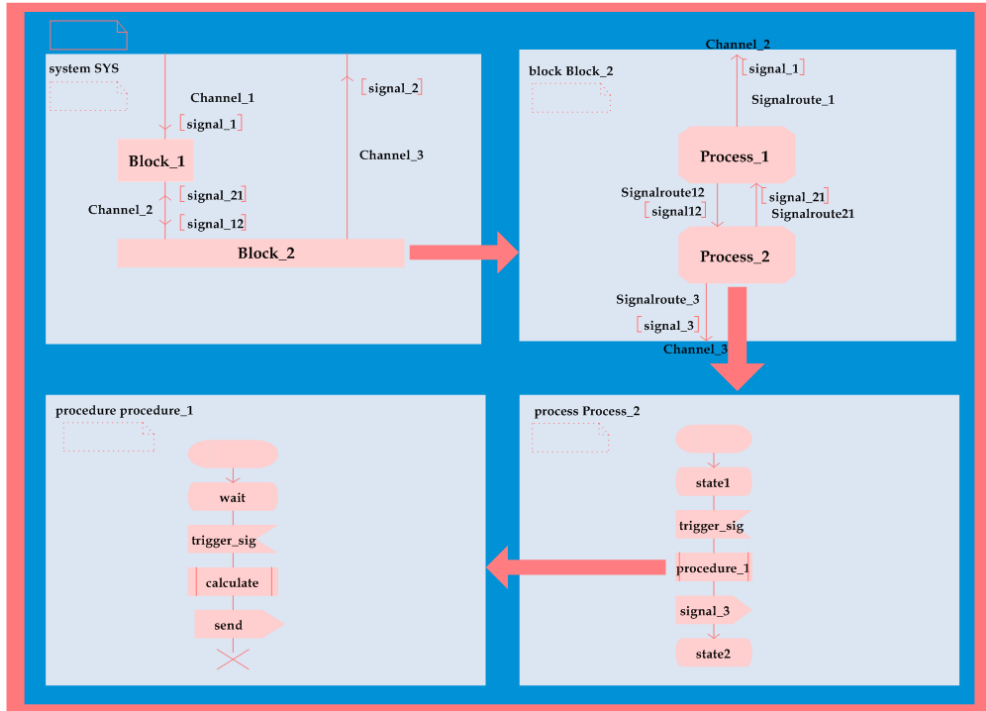 system SYS
Channel_1
[signal_1]
[signal_2]
Block_1
Channel_3
[signal_21]
Channel_2
[signal_12]
Block_2
Channel_2
block Block_2
[signal_1]
Signalroute_1
Process_1
Signalroute12
[signal_21]
[signal12]
Signalroute21
Process_2
Signalroute_3
[signal_3]
Channel_3
procedure procedure_1
wait
trigger_sig
calculate
send
process Process_2
state1
trigger_sig
procedure_1
signal_3
state2